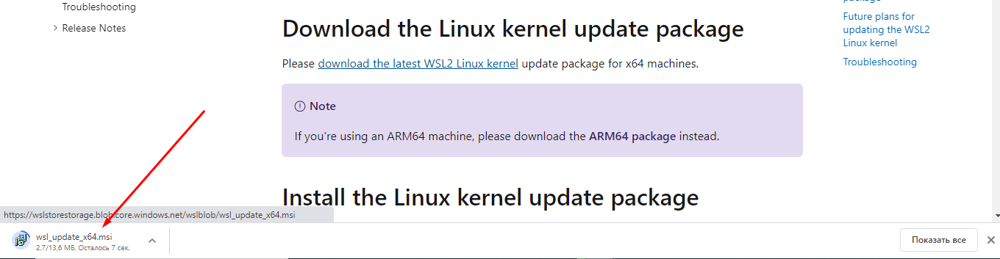 Troubleshooting
Release Notes
Download the Linux kernel update package
Please download the latest WSL2 Linux kernel update package for x64 machines.
Note
If you're using an ARM64 machine, please download the ARM64 package instead.
Install the Linux kernel update package
package
Future plans for
updating the WSL2
Linux kernel
Troubleshooting
https://wslstorestorage.blob.core.windows.net/wslblob/wsl_update_x64.msi
wsl_update_x64.msi
2,7/13,6 МБ, Осталось 7 сек.
Показать все